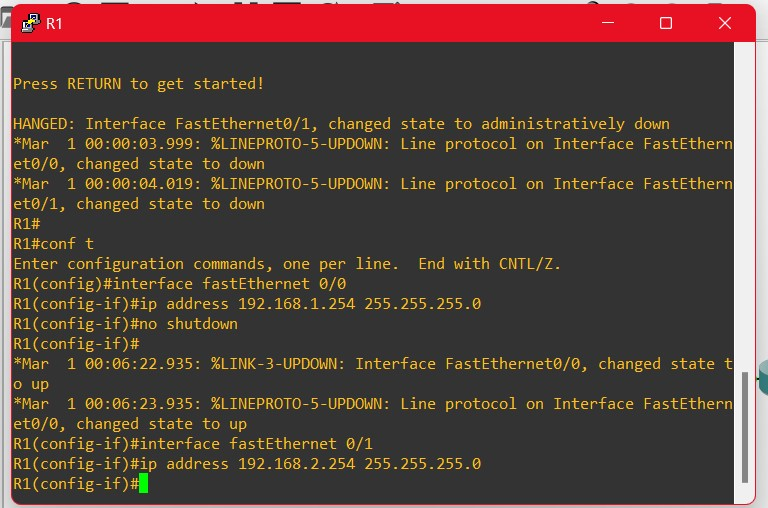 R1
Press RETURN to get started!
HANGED: Interface FastEthernet0/1, changed state to administratively down
*Mar  1 00:00:03.999: %LINEPROTO-5-UPDOWN: Line protocol on Interface FastEthern
et0/0, changed state to down
*Mar  1 00:00:04.019: %LINEPROTO-5-UPDOWN: Line protocol on Interface FastEthern
et0/1, changed state to down
R1#
R1#conf t
Enter configuration commands, one per line.  End with CNTL/Z.
R1(config)#interface fastEthernet 0/0
R1(config-if)#ip address 192.168.1.254 255.255.255.0
R1(config-if)#no shutdown
R1(config-if)#
*Mar  1 00:06:22.935: %LINK-3-UPDOWN: Interface FastEthernet0/0, changed state t
o up
*Mar  1 00:06:23.935: %LINEPROTO-5-UPDOWN: Line protocol on Interface FastEthern
et0/0, changed state to up
R1(config-if)#interface fastEthernet 0/1
R1(config-if)#ip address 192.168.2.254 255.255.255.0
R1(config-if)#